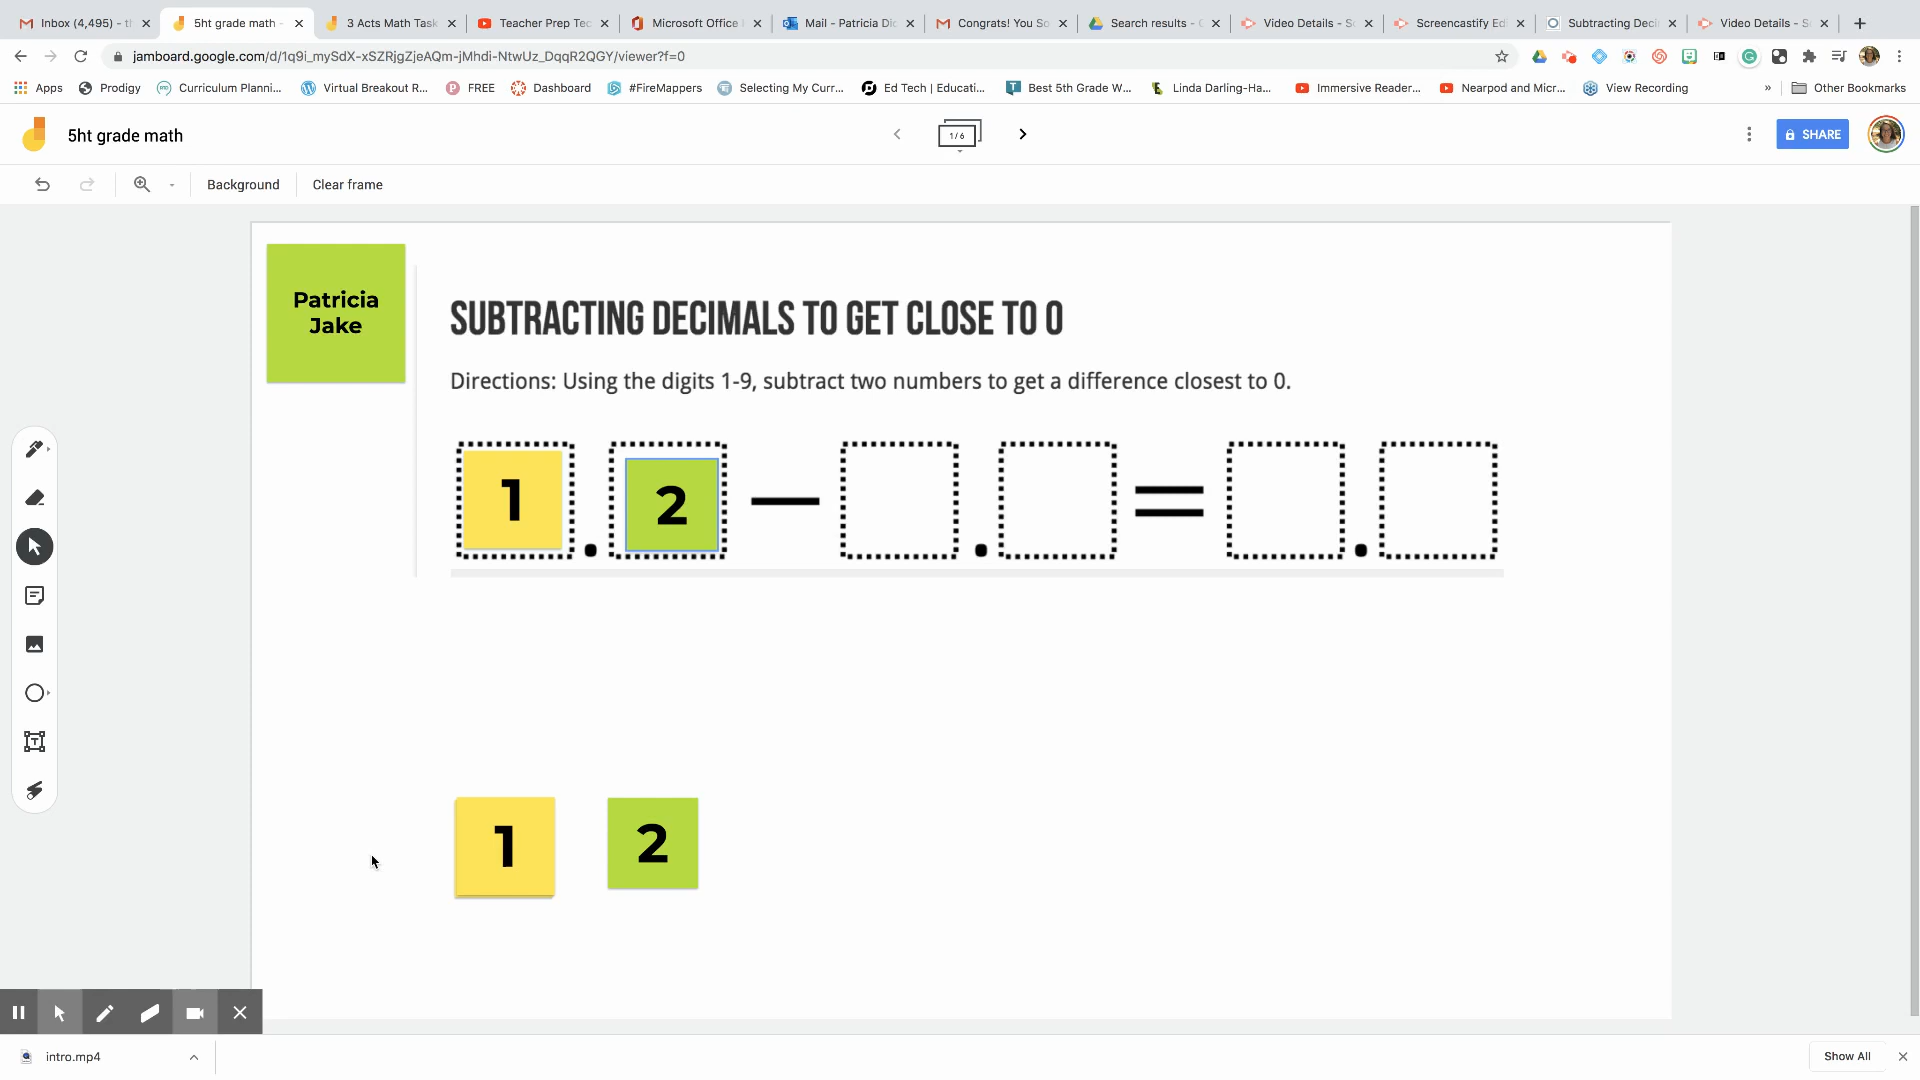 Inbox (4,495) - t
5ht grade math -
3 Acts Math Task
Teacher Prep Tec
Microsoft Office
Mail - Patricia Dic
Congrats! You So
Search results - G
Video Details - Sc
Screencastify Edi
Subtracting Deci
Video Details - S
jamboard.google.com/d/1q9i_mySdX-xSZRjgZjeAQm-jMhdi-NtwUz_DqqR2QGY/viewer?f=0
Apps
Prodigy
Curriculum Planni...
Virtual Breakout R...
FREE
Dashboard
#FireMappers
Selecting My Curr...
Ed Tech | Educati...
Best 5th Grade W...
Linda Darling-Ha...
Immersive Reader...
Nearpod and Micr...
View Recording
»
Other Bookmarks
5ht grade math
1/6
SHARE
Background
Clear frame
Patricia
Jake
SUBTRACTING DECIMALS TO GET CLOSE TO 0
Directions: Using the digits 1-9, subtract two numbers to get a difference closest to 0.
1 . 2 — . = .
1 2
intro.mp4
Show All